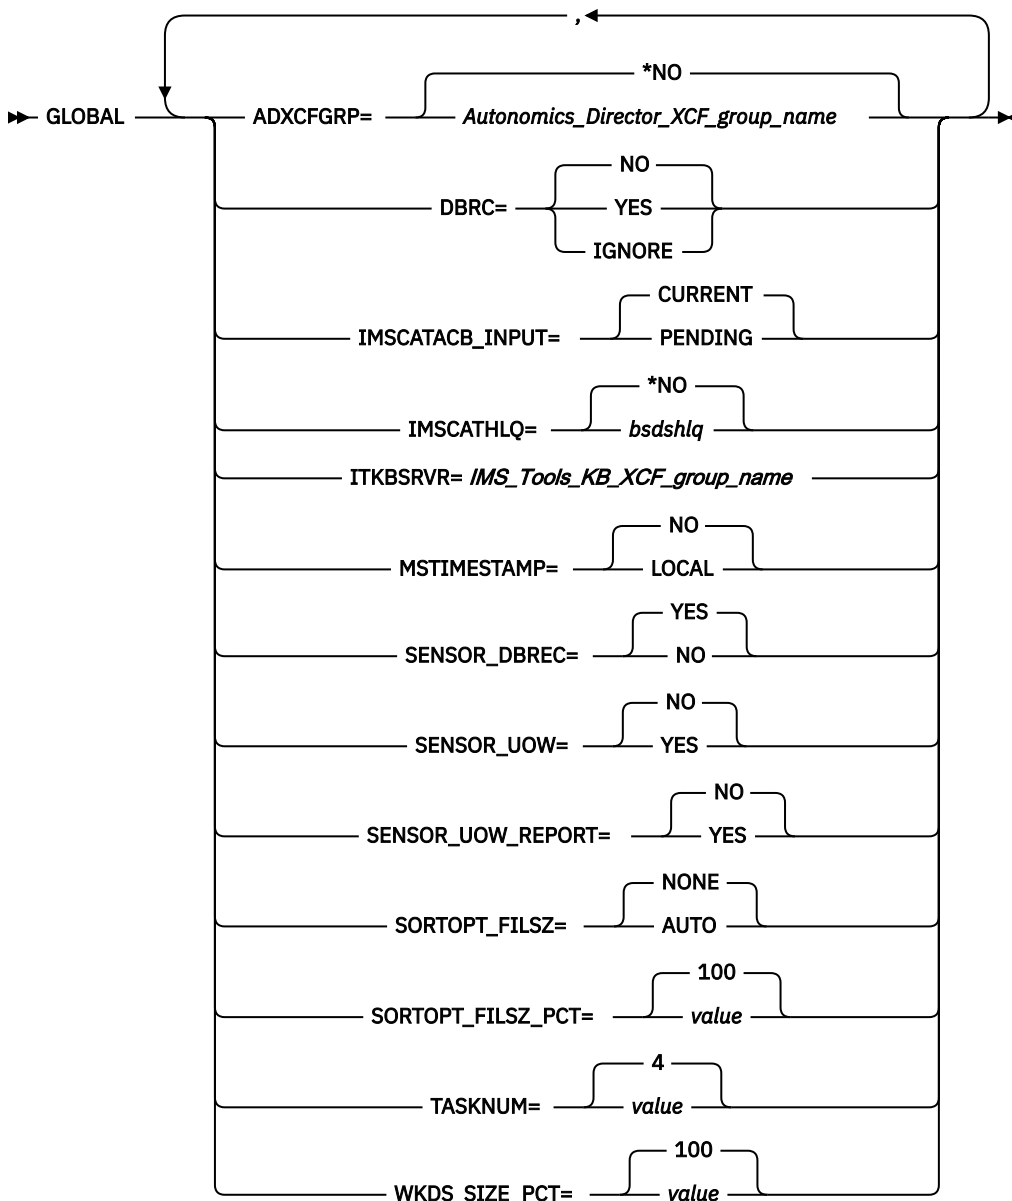 ,
*NO
GLOBAL ADXCFGRP= Autonomics_Director_XCF_group_name
NO
DBRC= YES
IGNORE
CURRENT
IMSCATACB_INPUT= PENDING
*NO
IMSCATHLQ= bsdshlq
ITKBSRVR= IMS_Tools_KB_XCF_group_name
NO
MSTIMESTAMP= LOCAL
YES
SENSOR_DBREC= NO
NO
SENSOR_UOW= YES
NO
SENSOR_UOW_REPORT= YES
NONE
SORTOPT_FILSZ= AUTO
100
SORTOPT_FILSZ_PCT= value
4
TASKNUM= value
100
WKDS_SIZE_PCT= value